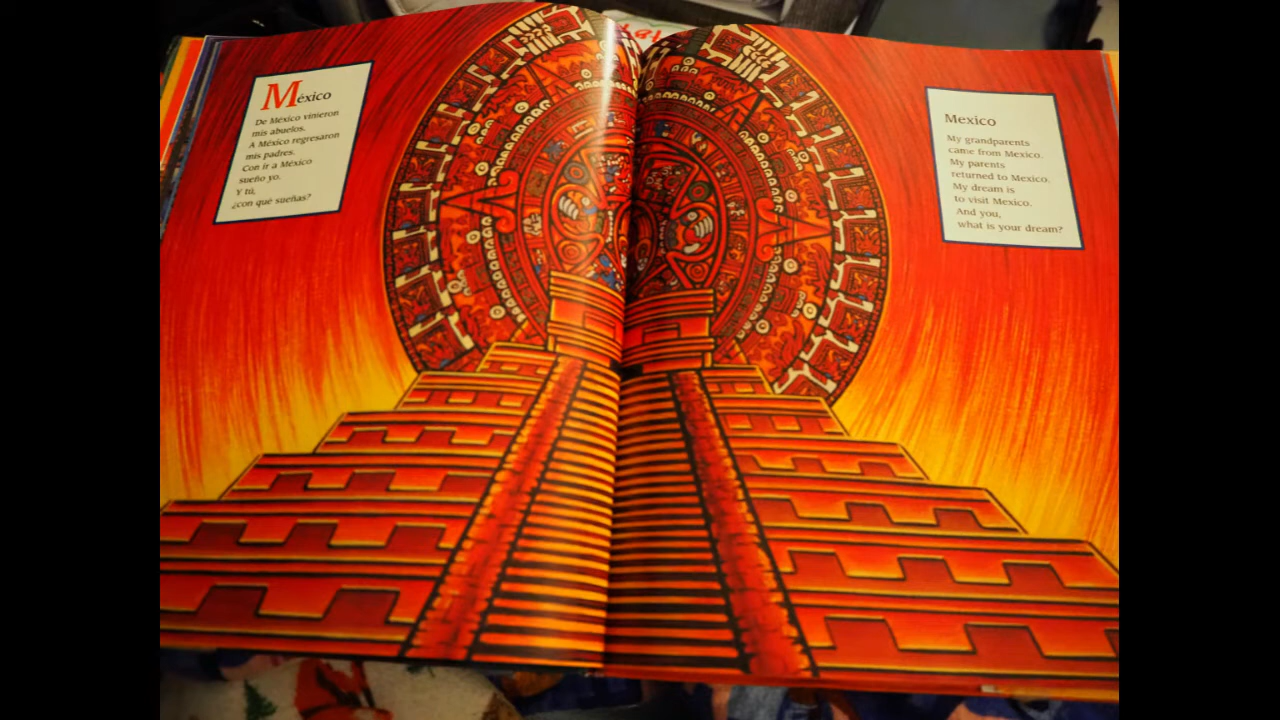 México
De México vinieron
mis abuelos.
A México regresaron
mis padres.
Con ir a México
sueño yo.
Y tú,
¿con qué sueñas?
Mexico
My grandparents
came from Mexico.
My parents
returned to Mexico.
My dream is
to visit Mexico.
And you,
what is your dream?